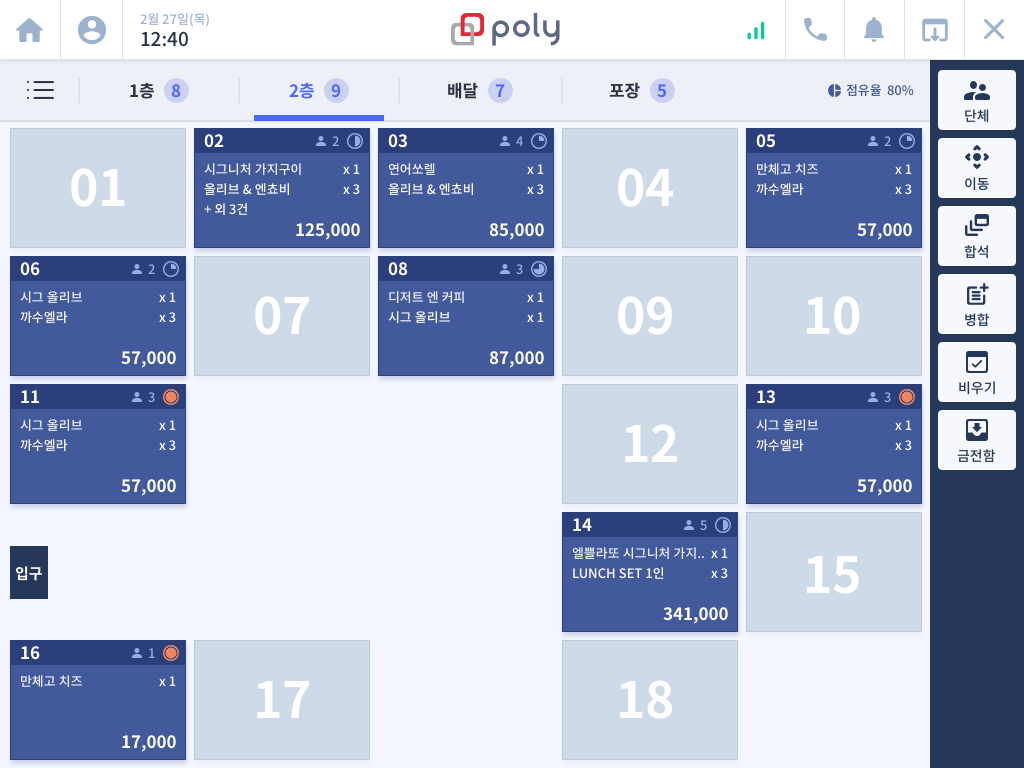 2월 27일(목)
12:40
poly
1층 8
2층 9
배달 7
포장 5
점유율 80%
01
02 2
시그니처 가지구이 x 1
올리브 & 엔쵸비 x 3
+ 외 3건
125,000
03 4
연어쏘렐 x 1
올리브 & 엔쵸비 x 3
85,000
04
05 2
만체고 치즈 x 1
까수엘라 x 3
57,000
06 2
시그 올리브 x 1
까수엘라 x 3
57,000
07
08 3
디저트 엔 커피 x 1
시그 올리브 x 1
87,000
09
10
11 3
시그 올리브 x 1
까수엘라 x 3
57,000
12
13 3
시그 올리브 x 1
까수엘라 x 3
57,000
입구
14 5
엘쁠라또 시그니처 가지.. x 1
LUNCH SET 1인 x 3
341,000
15
16 1
만체고 치즈 x 1
17,000
17
18
단체
이동
합석
병합
비우기
금전함